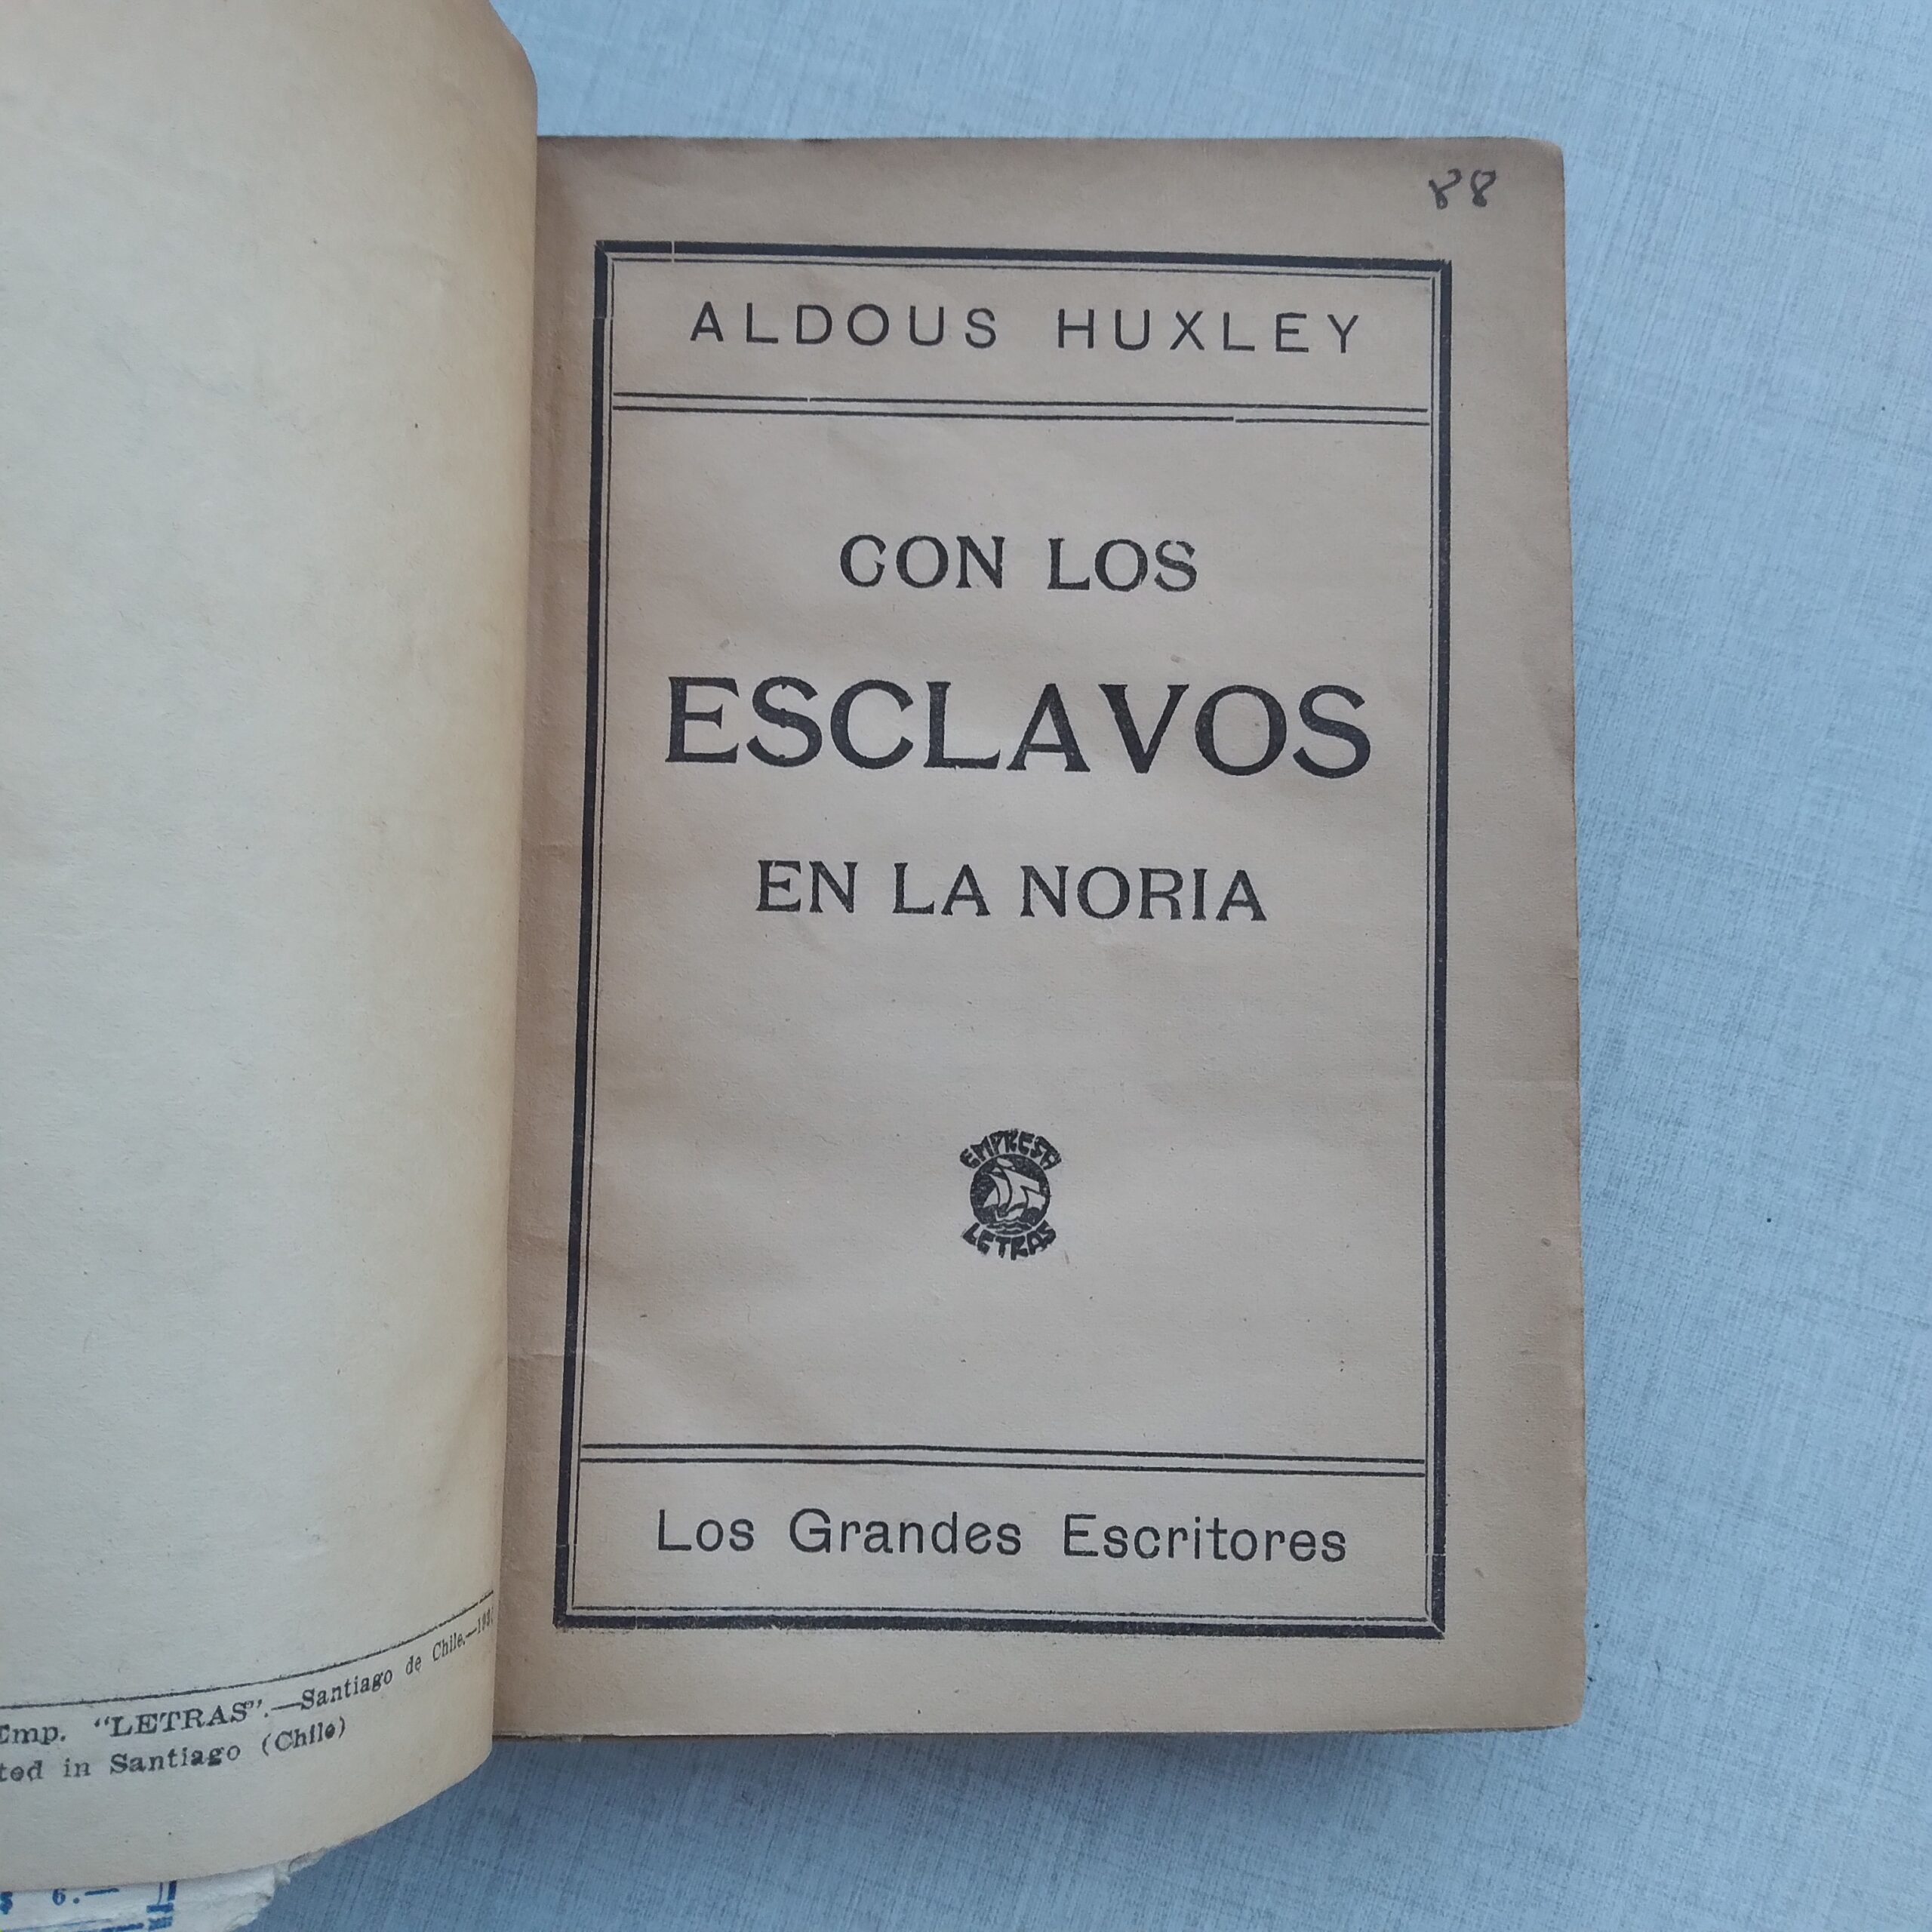 Emp. "LETRAS".—Santiago de Chile.—193
ted in Santiago (Chile)
$ 6.—
88
ALDOUS HUXLEY
CON LOS
ESCLAVOS
EN LA NORIA
EMPRESA
LETRAS
Los Grandes Escritores